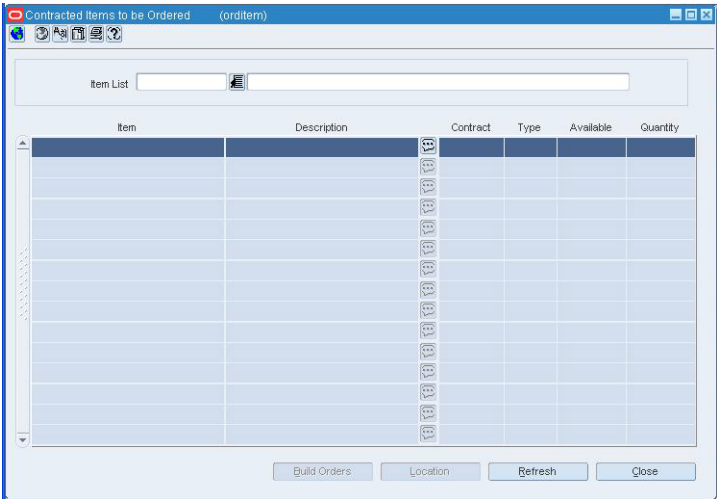 Contracted Items to be Ordered (orditem)
Item List
Item Description Contract Type Available Quantity
Build Orders Location Refresh Close